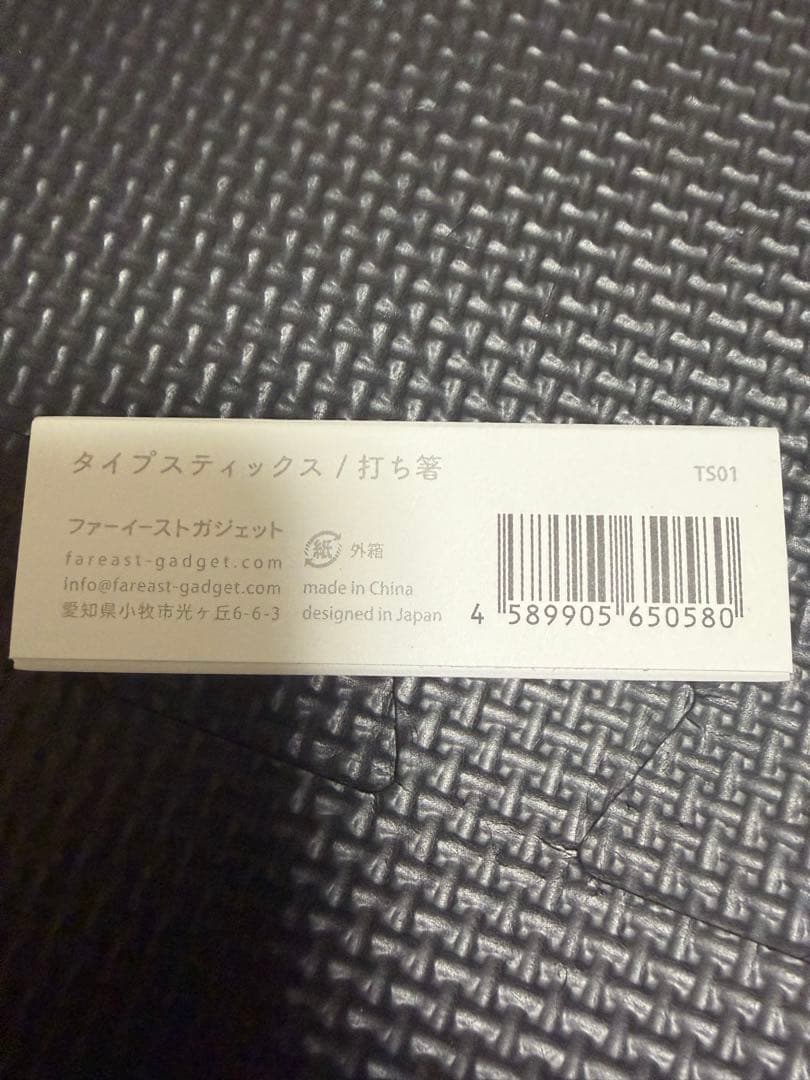 タイプスティックス / 打ち箸
TS01
ファーイーストガジェット
fareast-gadget.com
info@fareast-gadget.com
愛知県小牧市光ヶ丘6-6-3
紙 外箱
made in China
designed in Japan
4 589905 650580